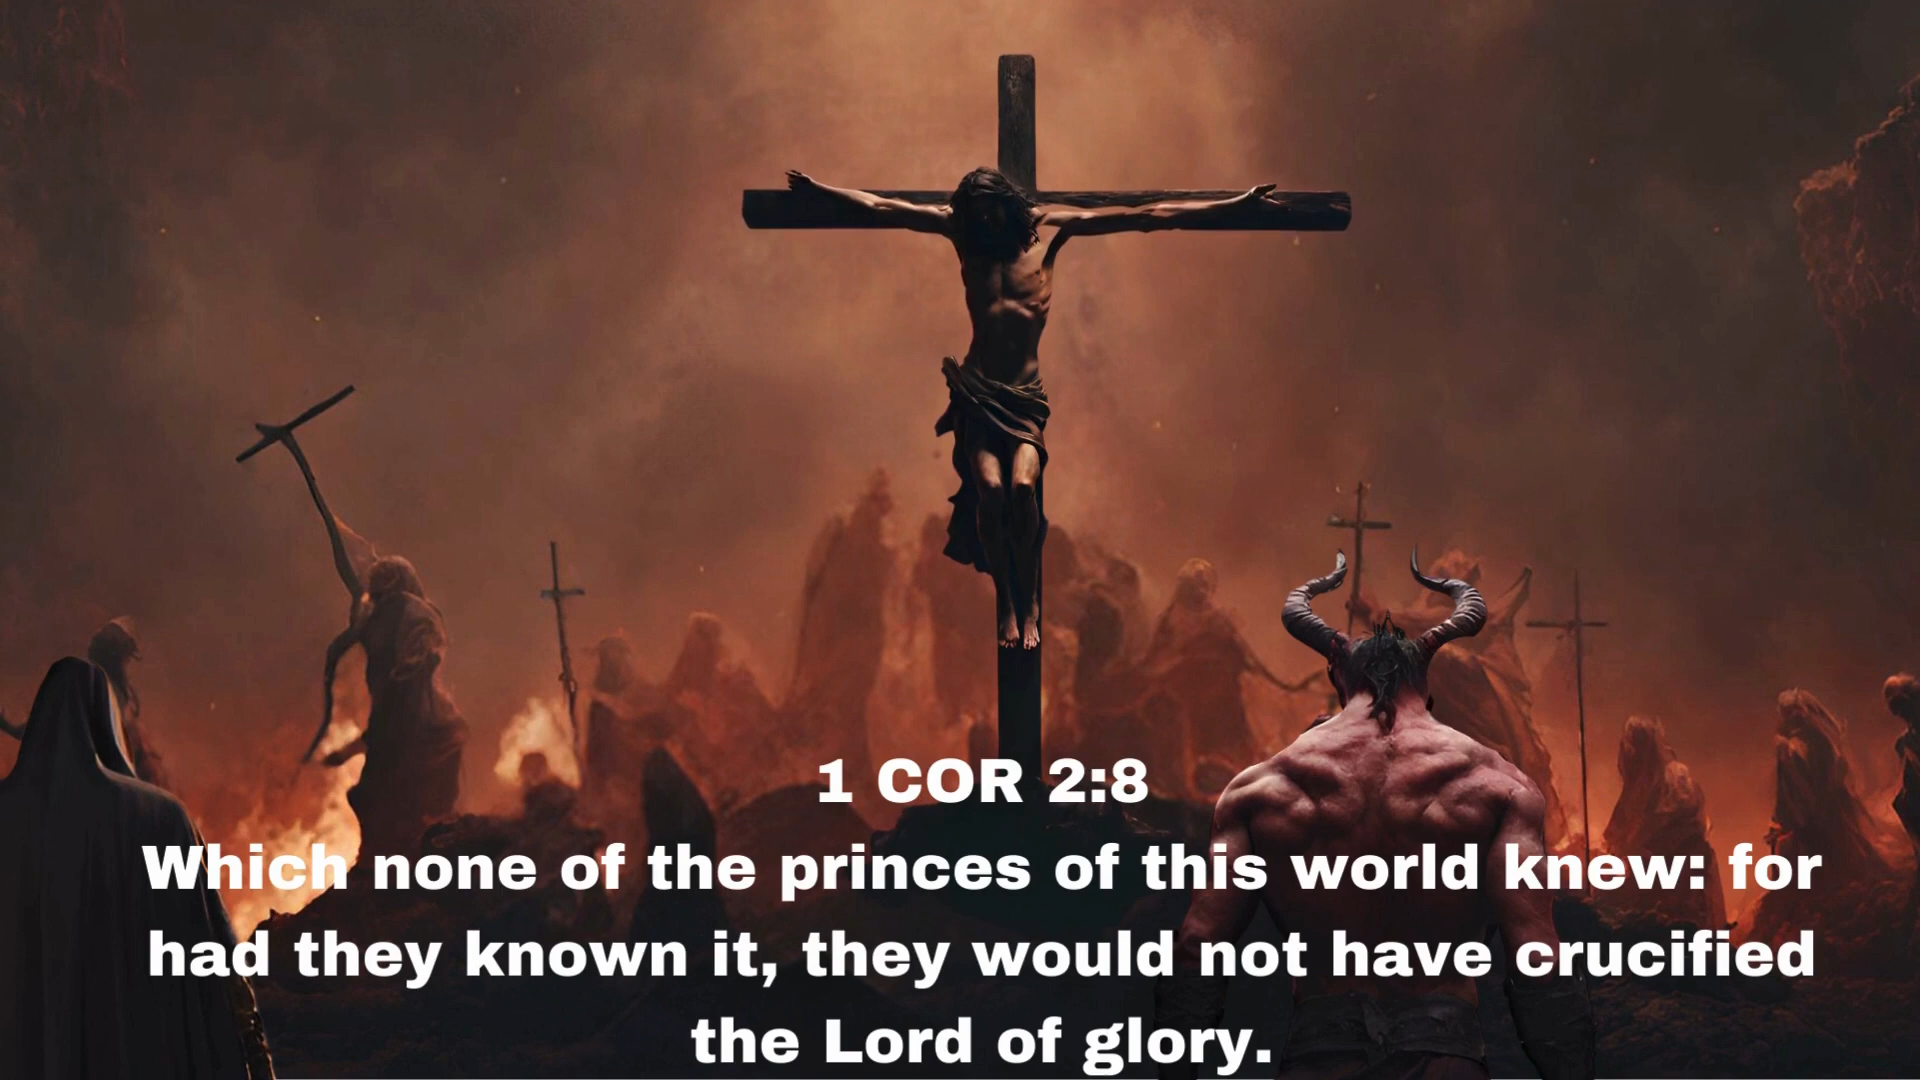 1 COR 2:8
Which none of the princes of this world knew: for
had they known it, they would not have crucified
the Lord of glory.